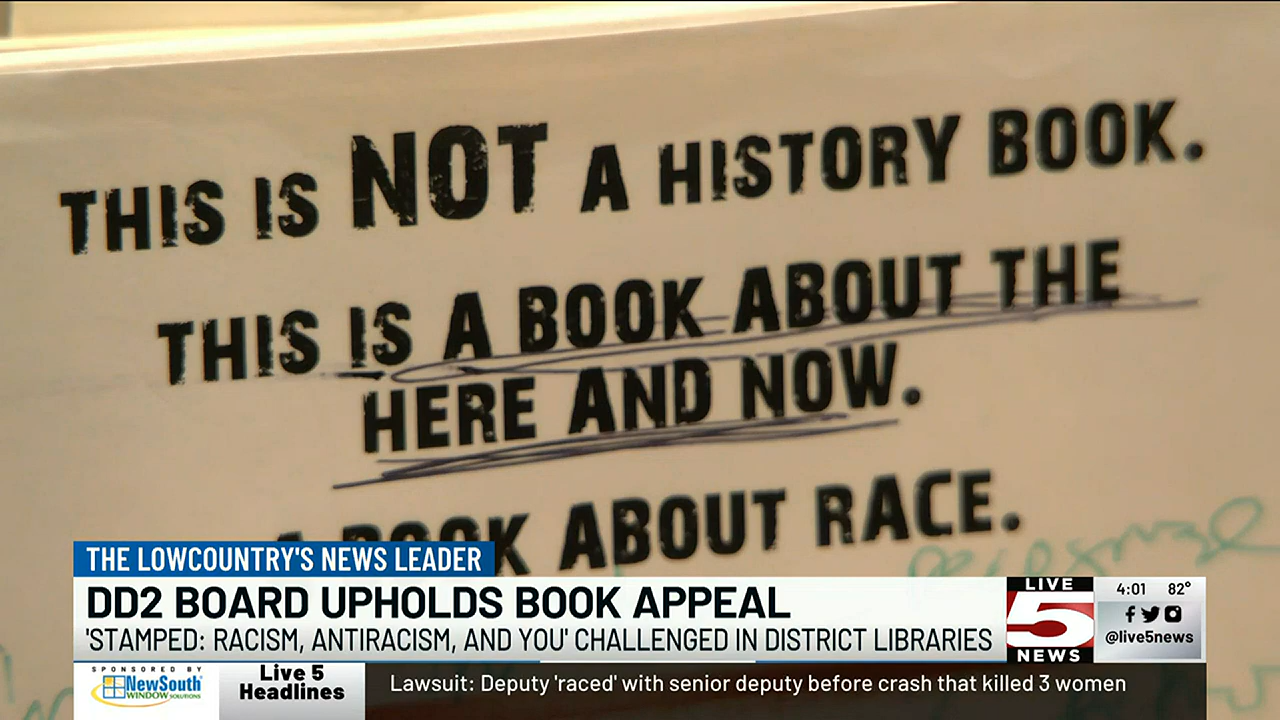 THIS IS NOT A HISTORY BOOK.
THIS IS A BOOK ABOUT THE
HERE AND NOW.
A BOOK ABOUT RACE.
THE LOWCOUNTRY'S NEWS LEADER
DD2 BOARD UPHOLDS BOOK APPEAL
'STAMPED: RACISM, ANTIRACISM, AND YOU' CHALLENGED IN DISTRICT LIBRARIES
LIVE
5
NEWS
4:01 82°
@live5news
SPONSORED BY
NewSouth
WINDOW SOLUTIONS
Live 5
Headlines
Lawsuit: Deputy 'raced' with senior deputy before crash that killed 3 women